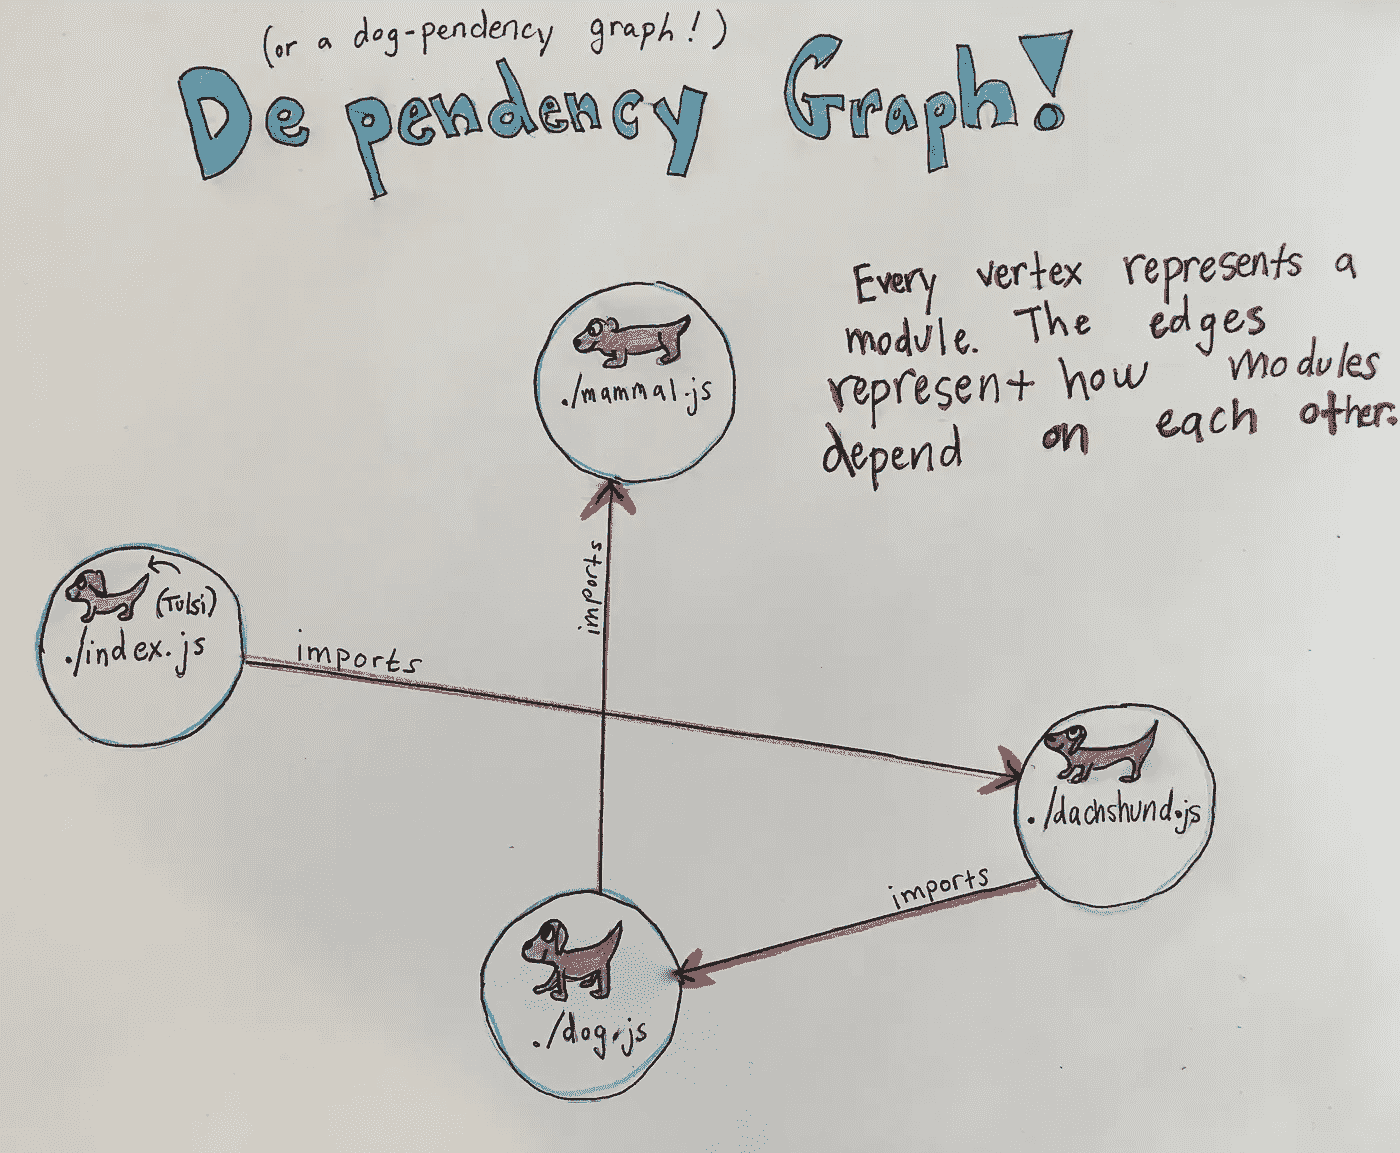 (or a dog-pendency graph!)
Dependency Graph!
Every vertex represents a
module. The edges
represent how modules
depend on each other.
./mammal.js
imports
(Tulsi)
./index.js
imports
./dachshund.js
imports
./dog.js